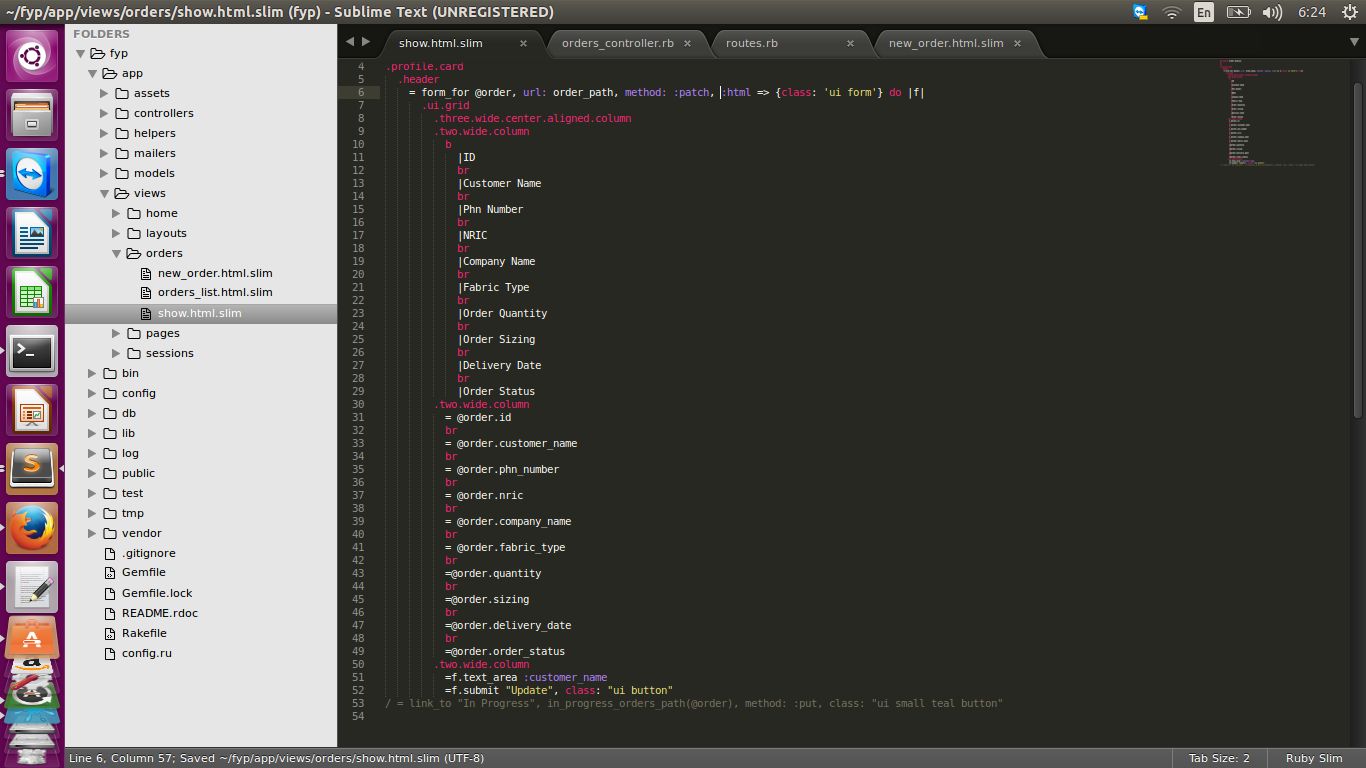 ~/fyp/app/views/orders/show.html.slim (fyp) - Sublime Text (UNREGISTERED)
En
6:24
FOLDERS
fyp
app
assets
controllers
helpers
mailers
models
views
home
layouts
orders
new_order.html.slim
orders_list.html.slim
show.html.slim
pages
sessions
bin
config
db
lib
log
public
test
tmp
vendor
.gitignore
Gemfile
Gemfile.lock
README.rdoc
Rakefile
config.ru
show.html.slim × orders_controller.rb × routes.rb × new_order.html.slim ×
4 .profile.card
5 .header
6 = form_for @order, url: order_path, method: :patch, :html => {class: 'ui form'} do |f|
7 .ui.grid
8 .three.wide.center.aligned.column
9 .two.wide.column
10 b
11 |ID
12 br
13 |Customer Name
14 br
15 |Phn Number
16 br
17 |NRIC
18 br
19 |Company Name
20 br
21 |Fabric Type
22 br
23 |Order Quantity
24 br
25 |Order Sizing
26 br
27 |Delivery Date
28 br
29 |Order Status
30 .two.wide.column
31 = @order.id
32 br
33 = @order.customer_name
34 br
35 = @order.phn_number
36 br
37 = @order.nric
38 br
39 = @order.company_name
40 br
41 = @order.fabric_type
42 br
43 =@order.quantity
44 br
45 =@order.sizing
46 br
47 =@order.delivery_date
48 br
49 =@order.order_status
50 .two.wide.column
51 =f.text_area :customer_name
52 =f.submit "Update", class: "ui button"
53 / = link_to "In Progress", in_progress_orders_path(@order), method: :put, class: "ui small teal button"
54
Line 6, Column 57; Saved ~/fyp/app/views/orders/show.html.slim (UTF-8)
Tab Size: 2
Ruby Slim